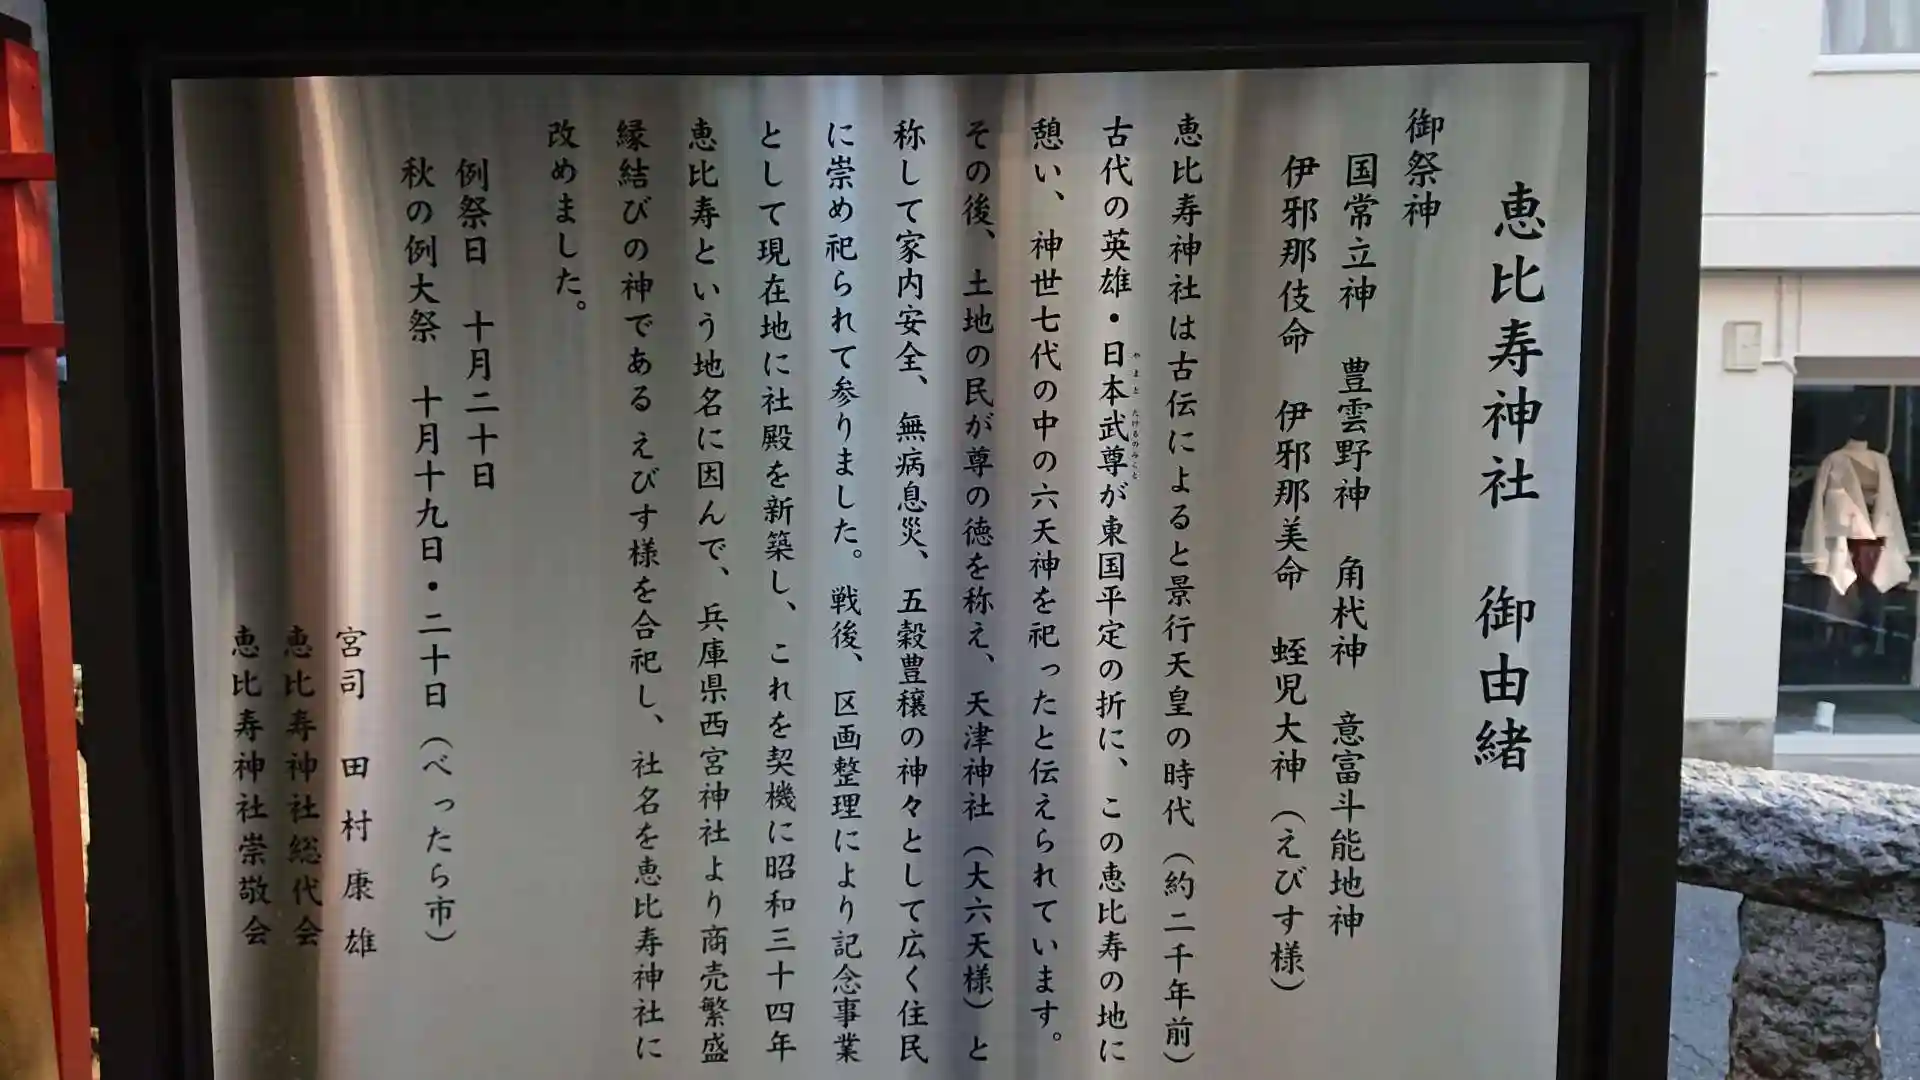 恵比寿神社 御由緒
御祭神
国常立神 豊雲野神 角杙神 意富斗能地神
伊邪那伎命 伊邪那美命 蛭児大神（えびす様）
恵比寿神社は古伝によると景行天皇の時代（約二千年前）
古代の英雄・日本武尊が東国平定の折に、この恵比寿の地に
やまと たけるのみこと
憩い、神世七代の中の六天神を祀ったと伝えられています。
その後、土地の民が尊の徳を称え、天津神社（大六天様）と
称して家内安全、無病息災、五穀豊穣の神々として広く住民
に崇め祀られて参りました。戦後、区画整理により記念事業
として現在地に社殿を新築し、これを契機に昭和三十四年
恵比寿という地名に因んで、兵庫県西宮神社より商売繁盛
縁結びの神である えびす様を合祀し、社名を恵比寿神社に
改めました。
例祭日 十月二十日
秋の例大祭 十月十九日・二十日（べったら市）
宮司 田村康雄
恵比寿神社総代会
恵比寿神社崇敬会